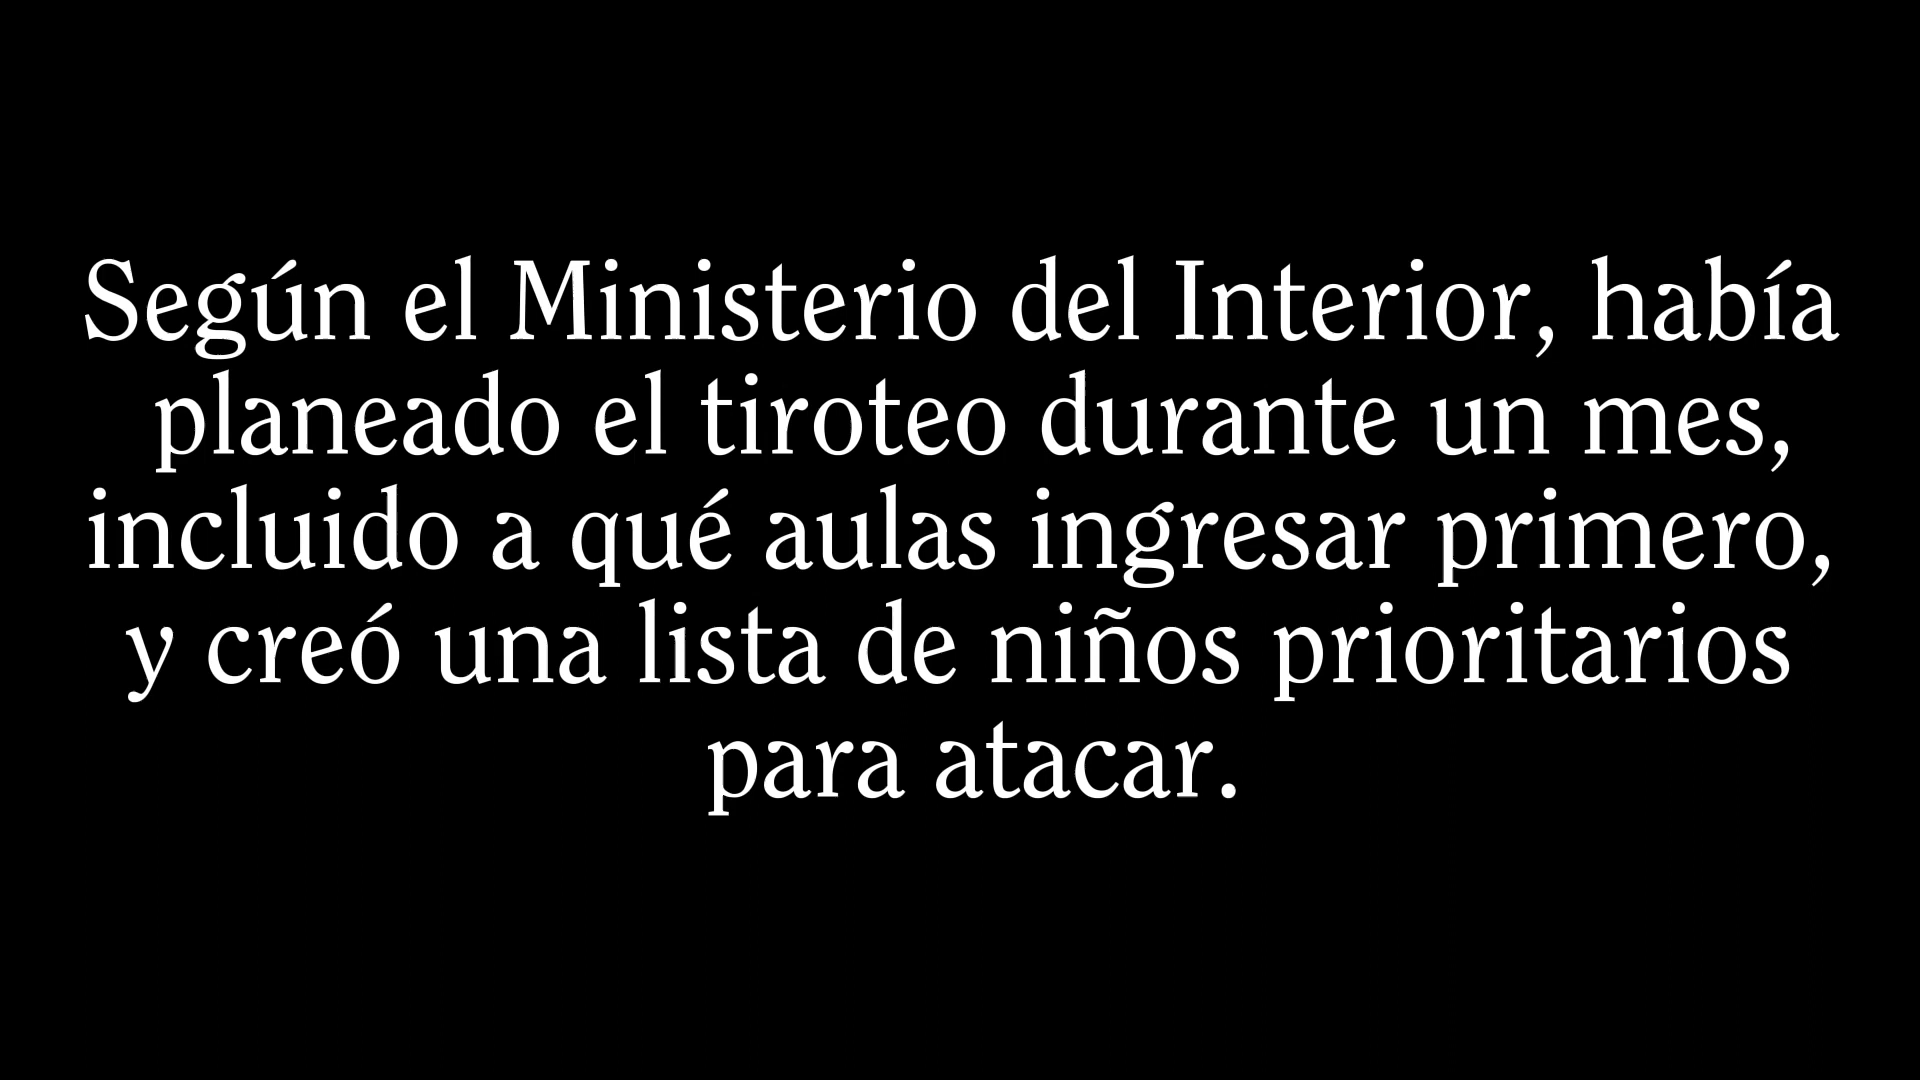 Según el Ministerio del Interior, había
planeado el tiroteo durante un mes,
incluido a qué aulas ingresar primero,
y creó una lista de niños prioritarios
para atacar.